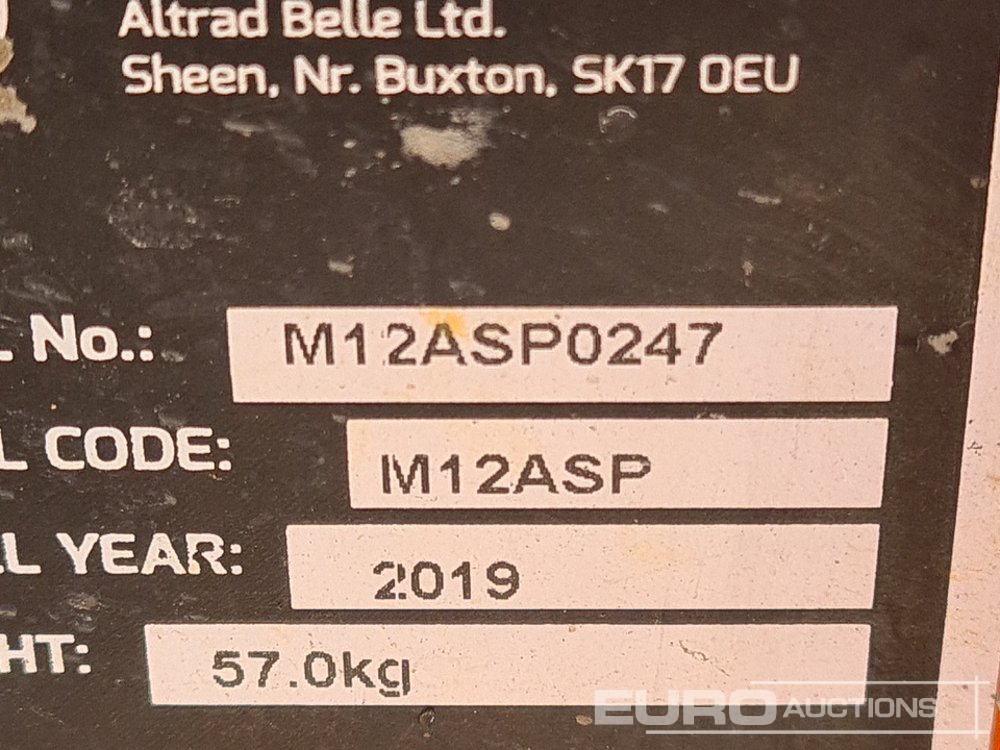 Altrad Belle Ltd.
Sheen, Nr. Buxton, SK17 0EU
L No.: M12ASP0247
L CODE: M12ASP
L YEAR: 2019
HT: 57.0kg
EURO AUCTIONS